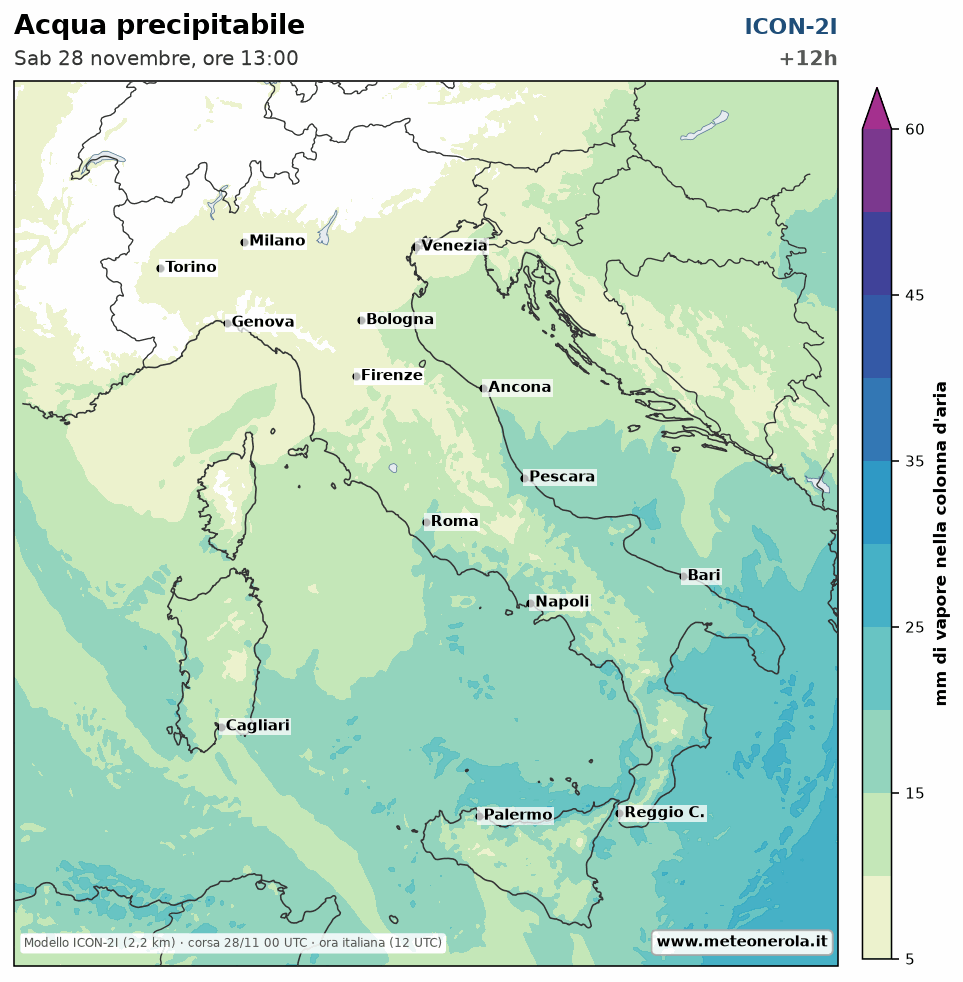 Acqua precipitabile
ICON-2I
Sab 28 novembre, ore 13:00
+12h
60
Milano
Venezia
Torino
45
Genova
Bologna
Firenze
Ancona
35
Pescara
Roma
Bari
Napoli
25
Cagliari
15
Palermo
Reggio C.
5
mm di vapore nella colonna d'aria
Modello ICON-2I (2,2 km) · corsa 28/11 00 UTC · ora italiana (12 UTC)
www.meteonerola.it